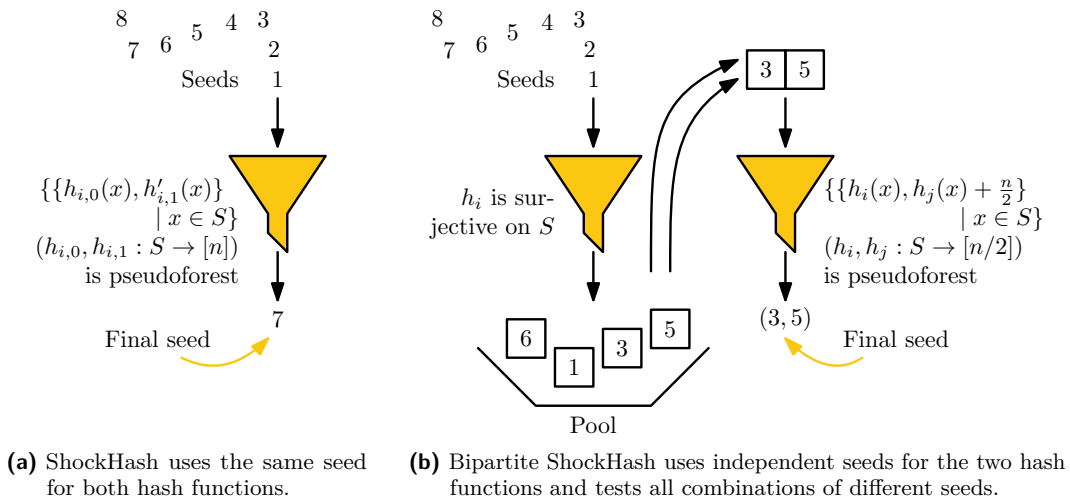 8 7 6 5 4 3 2
Seeds 1
{{h_{i,0}(x), h'_{i,1}(x)}
| x ∈ S}
(h_{i,0}, h_{i,1} : S → [n])
is pseudoforest
7
Final seed
(a) ShockHash uses the same seed
for both hash functions.
8 7 6 5 4 3 2
Seeds 1
h_i is sur-
jective on S
6 1 3 5
Pool
3 5
{{h_i(x), h_j(x) + n/2}
| x ∈ S}
(h_i, h_j : S → [n/2])
is pseudoforest
(3, 5)
Final seed
(b) Bipartite ShockHash uses independent seeds for the two hash
functions and tests all combinations of different seeds.